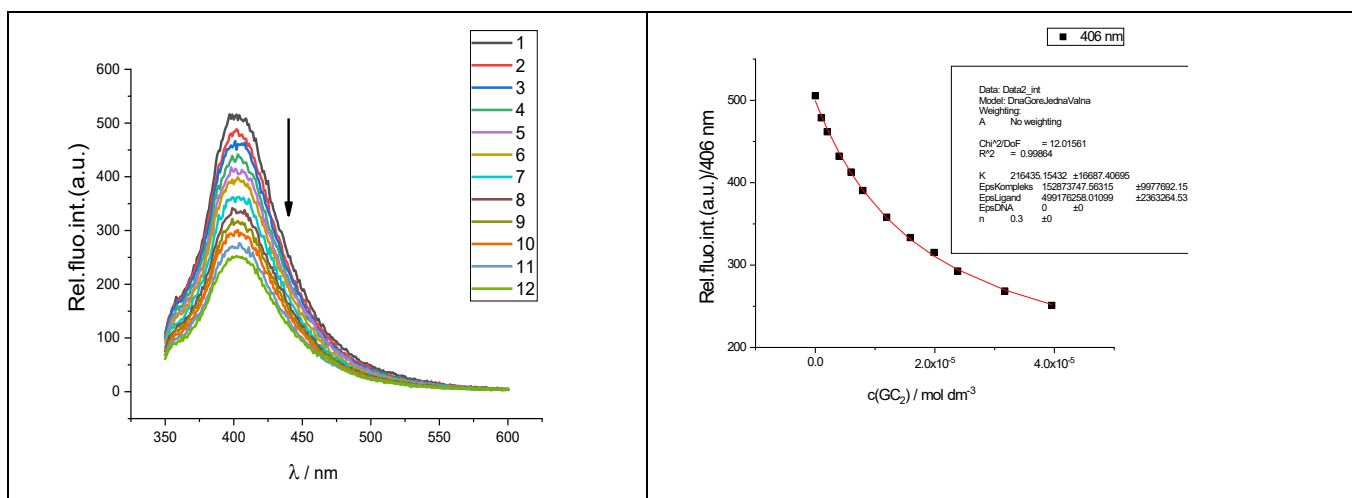 1
2
3
4
5
6
7
8
9
10
11
12
600
500
400
300
200
100
0
Rel.fluo.int.(a.u.)
350 400 450 500 550 600
λ / nm
406 nm
Data: Data2_int
Model: DnaGoreJednaValna
Weighting:
A No weighting
Chi^2/DoF = 12.01561
R^2 = 0.99864
K 216435.15432 ±16687.40695
EpsKompleks 152873747.56315 ±9977692.15
EpsLigand 499176258.01099 ±2363264.53
EpsDNA 0 ±0
n 0.3 ±0
500
400
300
200
Rel.fluo.int.(a.u.)/406 nm
0.0 2.0x10⁻⁵ 4.0x10⁻⁵
c(GC₂) / mol dm⁻³